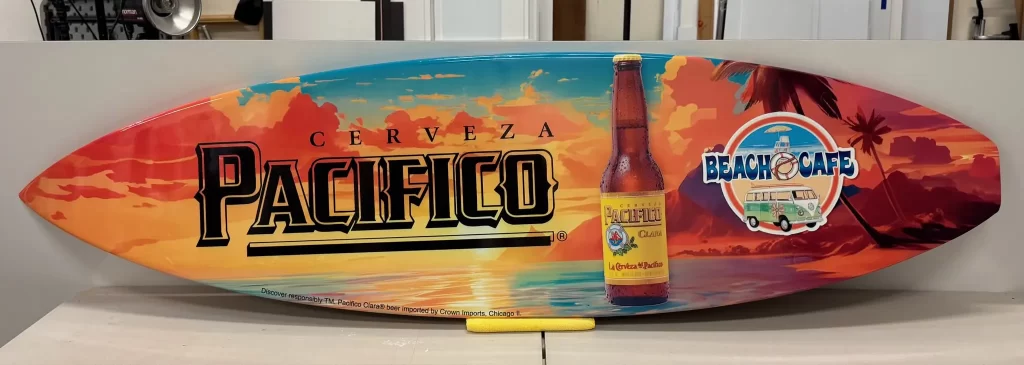 CERVEZA
PACIFICO
®
CERVEZA
PACIFICO
CLARA
La Cerveza del Pacifico
BEACH CAFE
Discover responsibly TM, Pacifico Clara® beer imported by Crown Imports, Chicago Il.